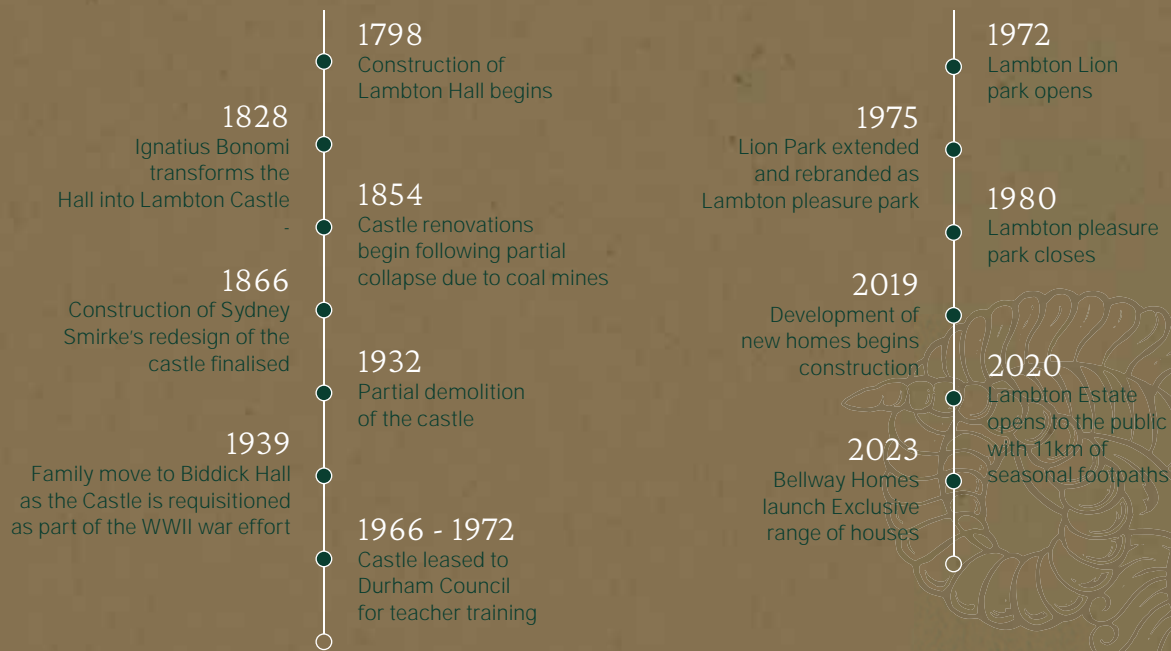 1798
Construction of
Lambton Hall begins
1828
Ignatius Bonomi
transforms the
Hall into Lambton Castle
-
1854
Castle renovations
begin following partial
collapse due to coal mines
1866
Construction of Sydney
Smirke's redesign of the
castle finalised
1932
Partial demolition
of the castle
1939
Family move to Biddick Hall
as the Castle is requisitioned
as part of the WWII war effort
1966 - 1972
Castle leased to
Durham Council
for teacher training
1972
Lambton Lion
park opens
1975
Lion Park extended
and rebranded as
Lambton pleasure park
1980
Lambton pleasure
park closes
2019
Development of
new homes begins
construction
2020
Lambton Estate
opens to the public
with 11km of
seasonal footpaths
2023
Bellway Homes
launch Exclusive
range of houses